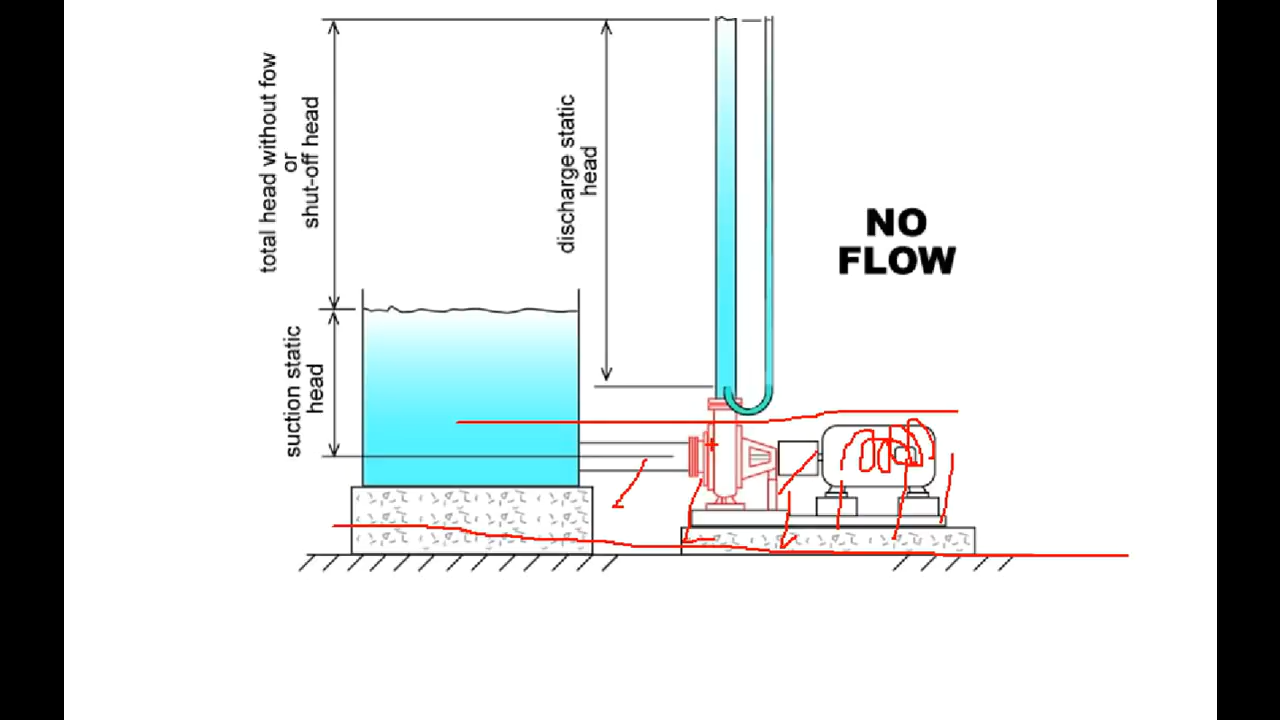 total head without fow
or
shut-off head
suction static
head
discharge static
head
NO
FLOW